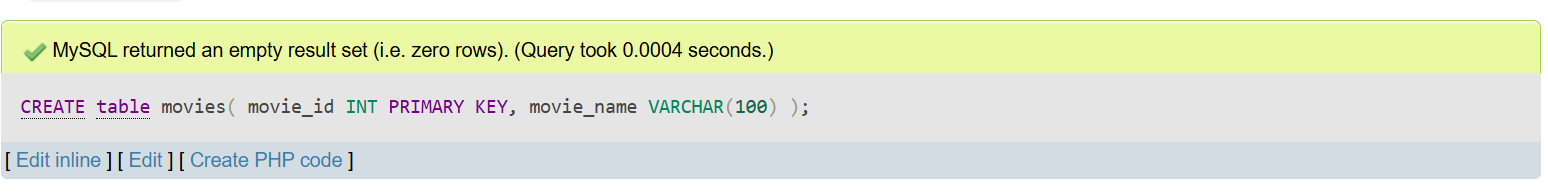 MySQL returned an empty result set (i.e. zero rows). (Query took 0.0004 seconds.)
CREATE table movies( movie_id INT PRIMARY KEY, movie_name VARCHAR(100) );
[ Edit inline ] [ Edit ] [ Create PHP code ]